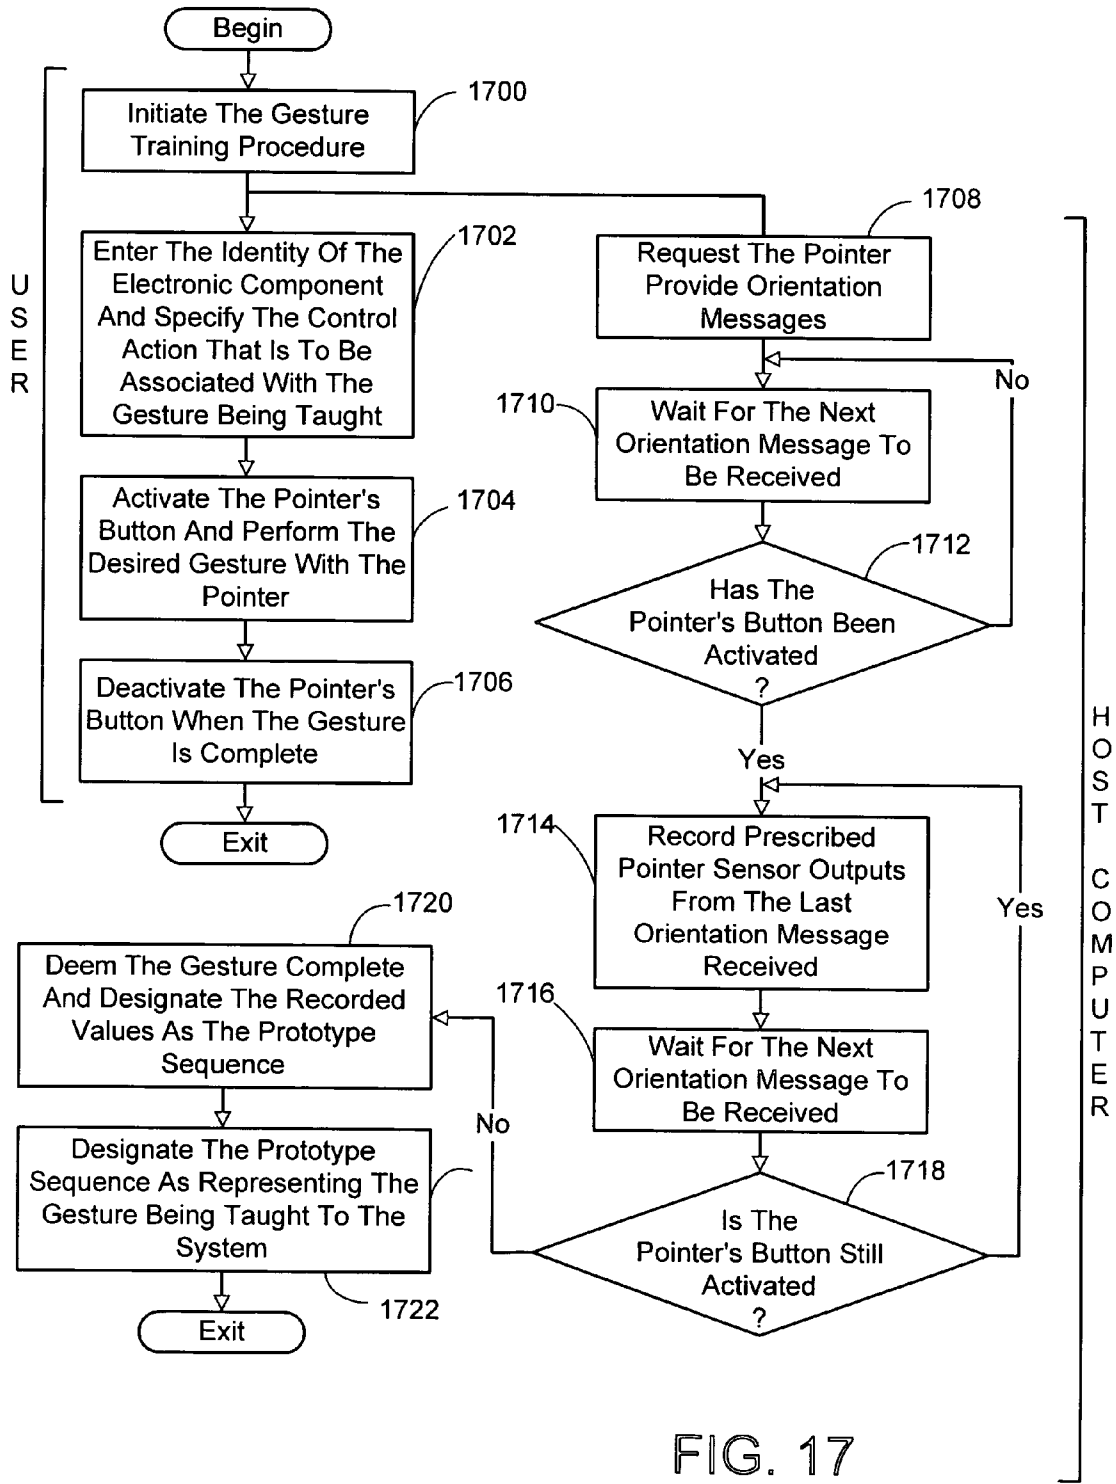 Begin
1700
Initiate The Gesture
Training Procedure
USER
1702
Enter The Identity Of The
Electronic Component
And Specify The Control
Action That Is To Be
Associated With The
Gesture Being Taught
1704
Activate The Pointer's
Button And Perform The
Desired Gesture With The
Pointer
1706
Deactivate The Pointer's
Button When The Gesture
Is Complete
Exit
1708
Request The Pointer
Provide Orientation
Messages
No
1710
Wait For The Next
Orientation Message To
Be Received
1712
Has The
Pointer's Button Been
Activated
?
Yes
HOST COMPUTER
1714
Record Prescribed
Pointer Sensor Outputs
From The Last
Orientation Message
Received
Yes
1716
Wait For The Next
Orientation Message To
Be Received
1718
Is The
Pointer's Button Still
Activated
?
No
1720
Deem The Gesture Complete
And Designate The Recorded
Values As The Prototype
Sequence
Designate The Prototype
Sequence As Representing The
Gesture Being Taught To The
System
1722
Exit
FIG. 17